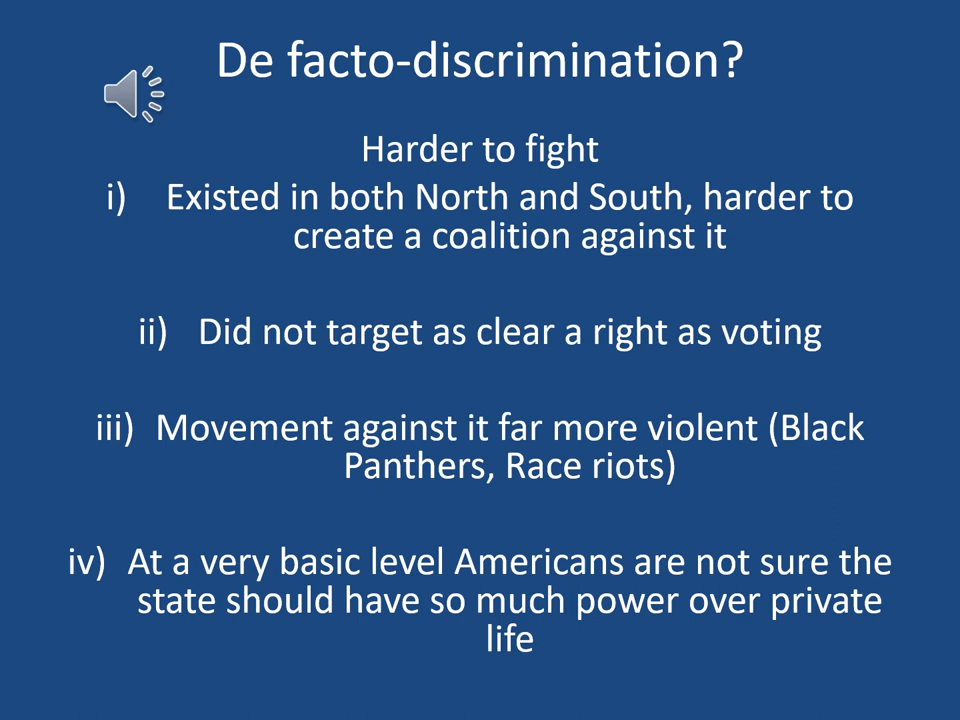 De facto-discrimination?
Harder to fight
i) Existed in both North and South, harder to
create a coalition against it
ii) Did not target as clear a right as voting
iii) Movement against it far more violent (Black
Panthers, Race riots)
iv) At a very basic level Americans are not sure the
state should have so much power over private
life